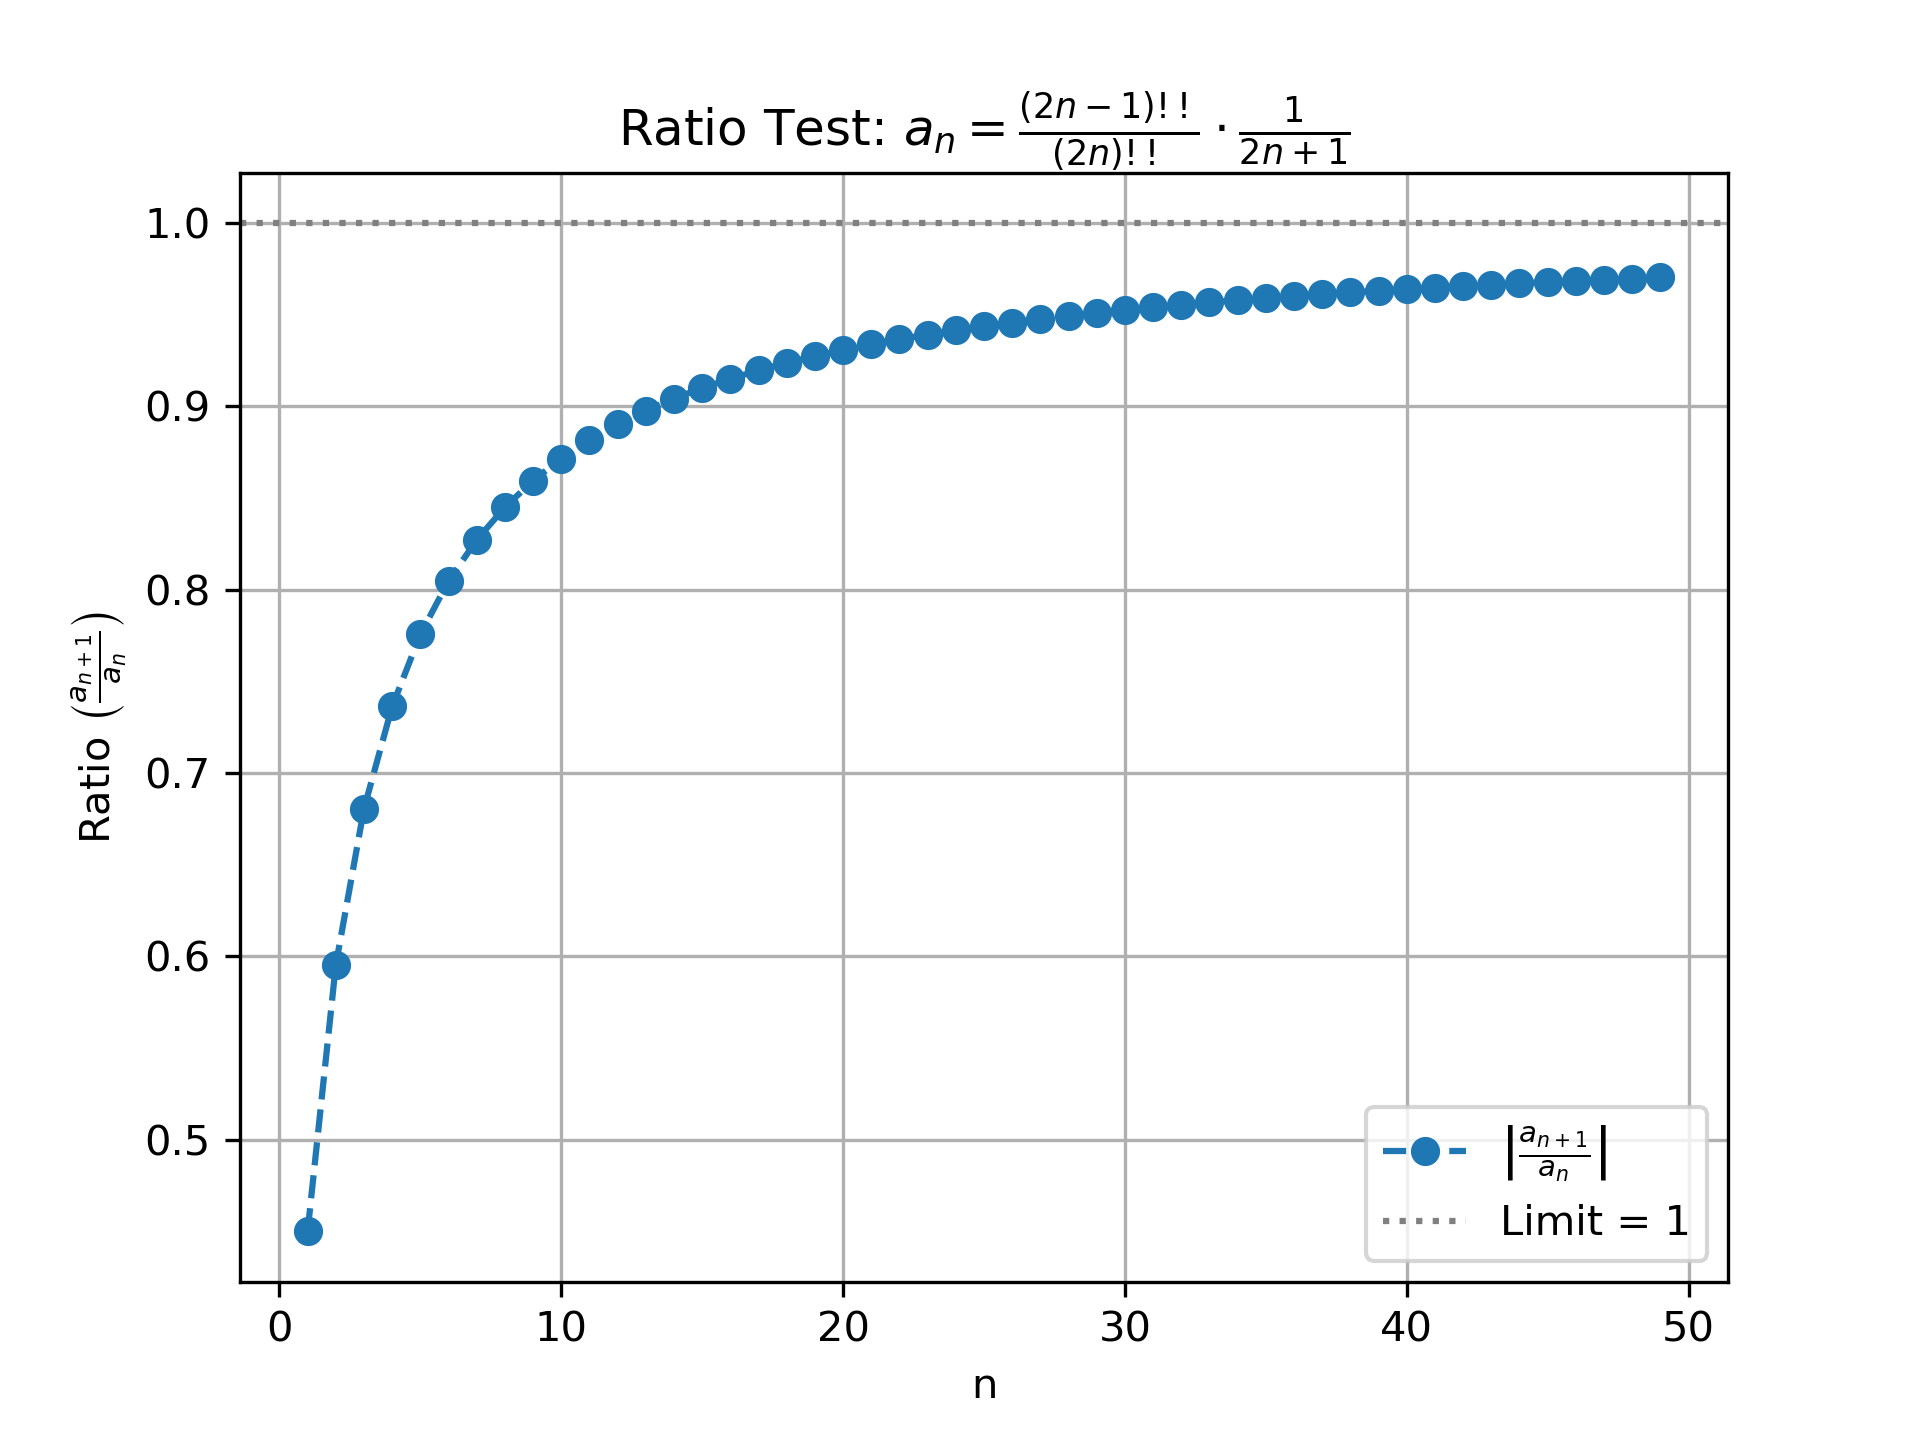 Ratio Test: $a_n = \frac{(2n-1)!!}{(2n)!!} \cdot \frac{1}{2n+1}$
1.0
0.9
0.8
0.7
0.6
0.5
Ratio $\left(\frac{a_{n+1}}{a_n}\right)$
$\left|\frac{a_{n+1}}{a_n}\right|$
Limit = 1
0 10 20 30 40 50
n